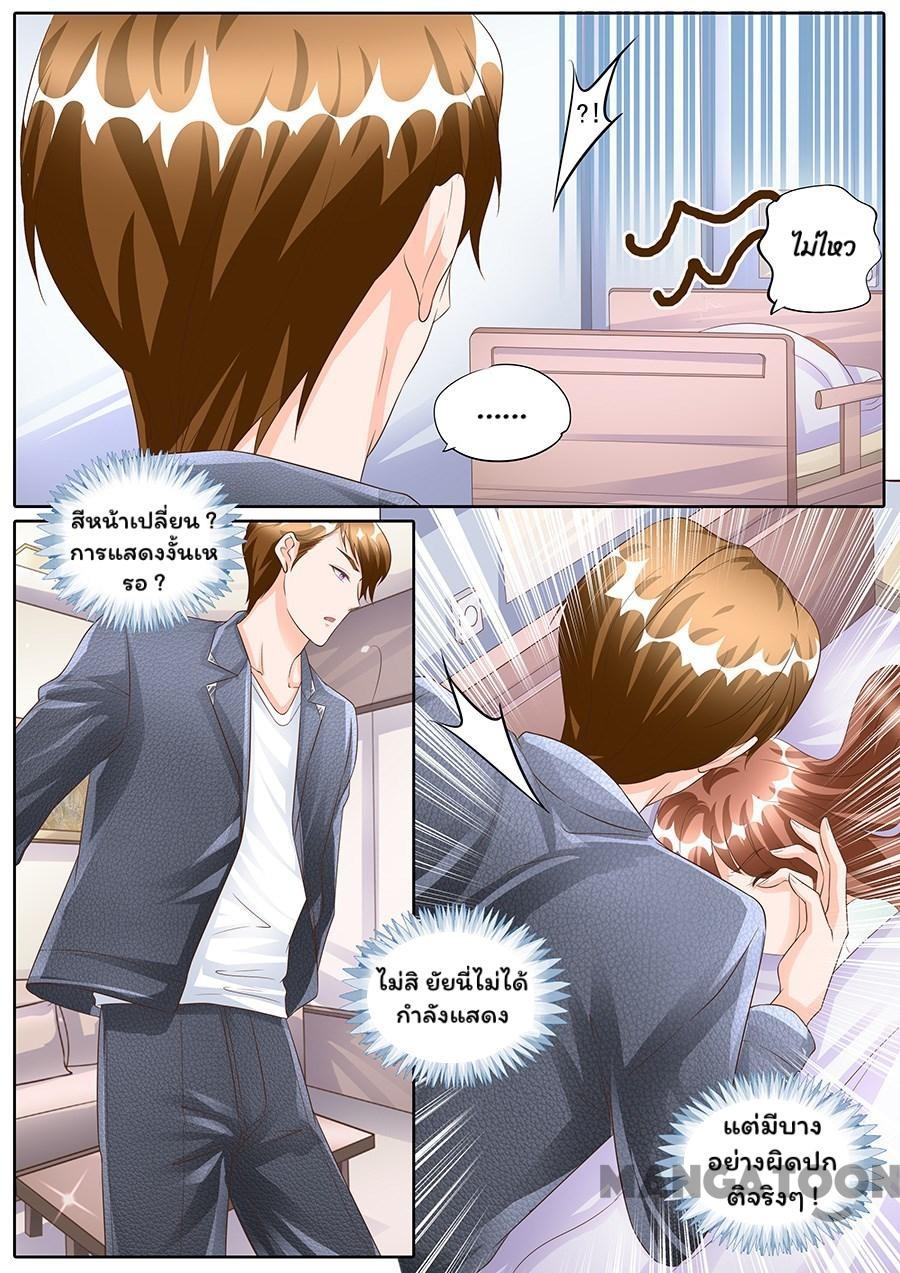 ?!
ไม่ไหว
......
สีหน้าเปลี่ยน ?
การแสดงงั้นเห
รอ ?
ไม่สิ ยัยนี่ไม่ได้
กำลังแสดง
แต่มีบาง
อย่างผิดปก
ติจริงๆ !
MANGATOON